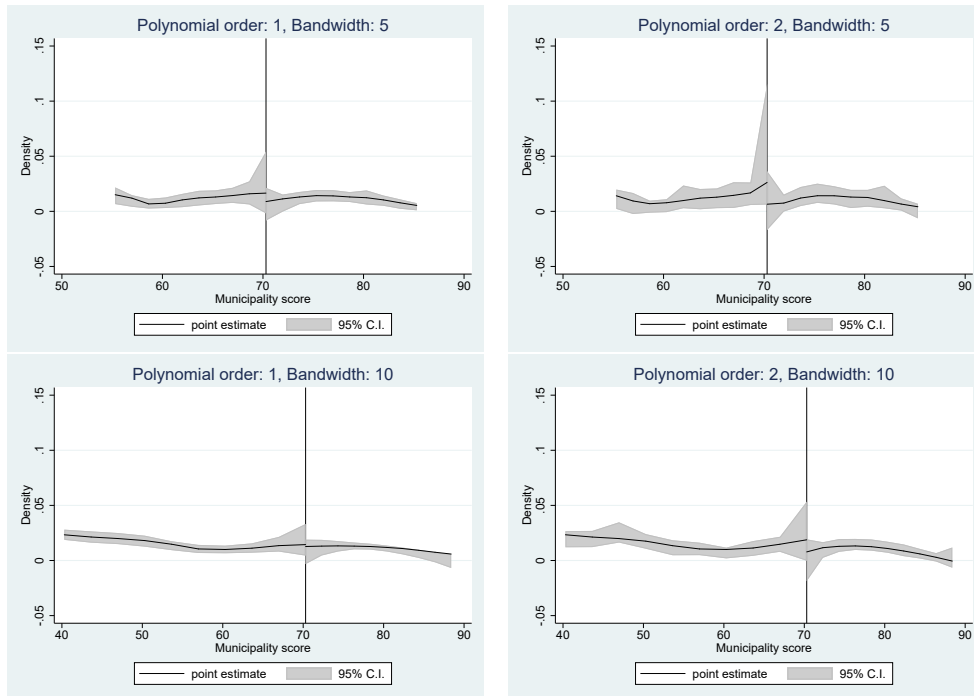 Polynomial order: 1, Bandwidth: 5
.15
.1
.05
0
-.05
Density
50 60 70 80 90
Municipality score
point estimate 95% C.I.
Polynomial order: 2, Bandwidth: 5
.15
.1
.05
0
-.05
Density
50 60 70 80 90
Municipality score
point estimate 95% C.I.
Polynomial order: 1, Bandwidth: 10
.15
.1
.05
0
-.05
Density
40 50 60 70 80 90
Municipality score
point estimate 95% C.I.
Polynomial order: 2, Bandwidth: 10
.15
.1
.05
0
-.05
Density
40 50 60 70 80 90
Municipality score
point estimate 95% C.I.